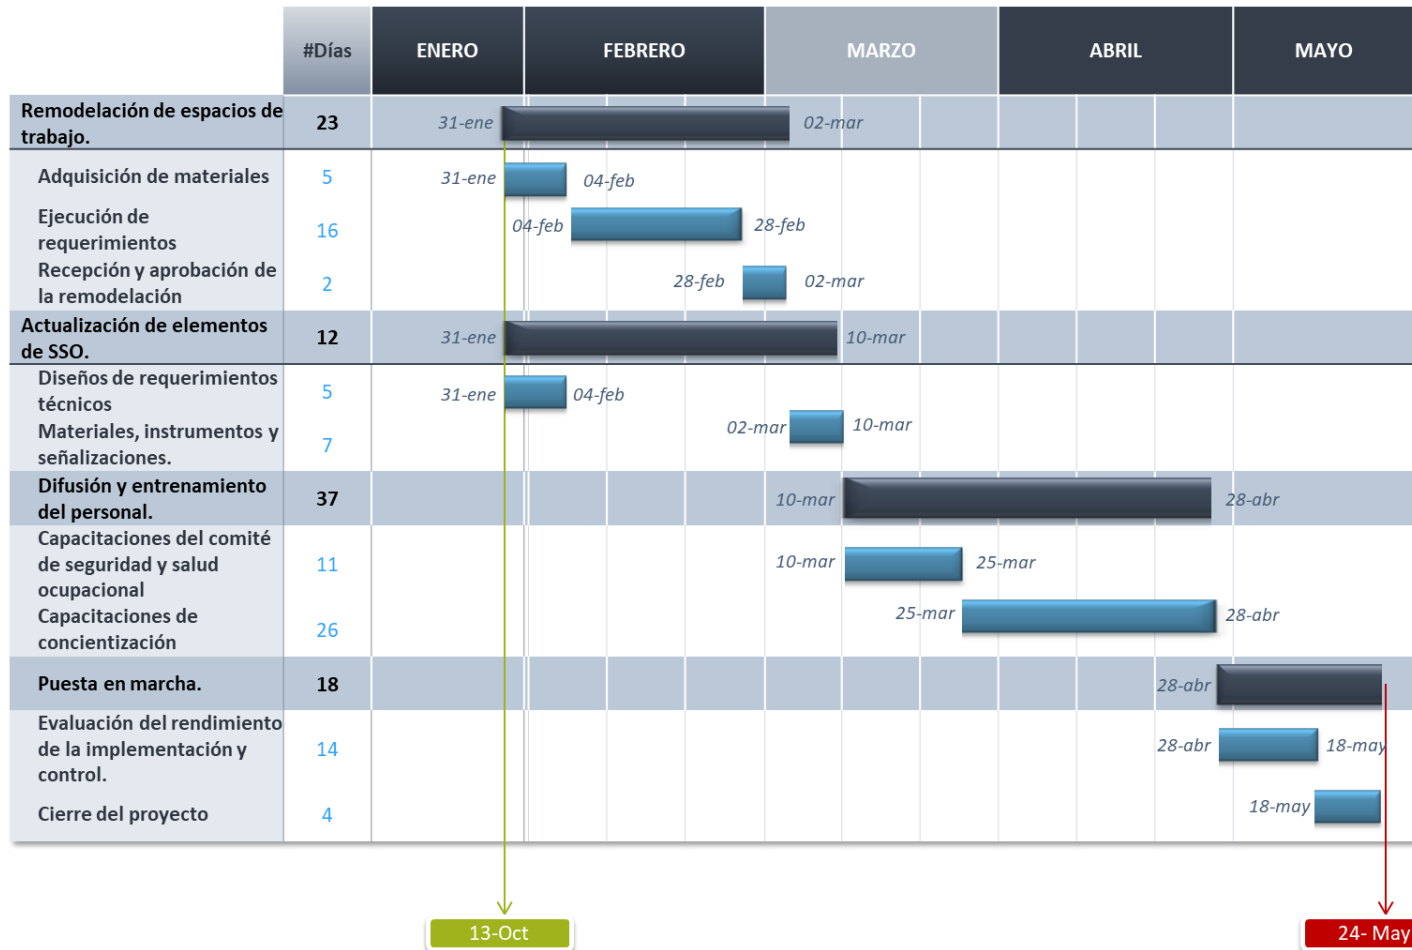 #Días ENERO FEBRERO MARZO ABRIL MAYO
Remodelación de espacios de
trabajo.
23 31-ene 02-mar
Adquisición de materiales 5 31-ene 04-feb
Ejecución de
requerimientos
16 04-feb 28-feb
Recepción y aprobación de
la remodelación
2 28-feb 02-mar
Actualización de elementos
de SSO.
12 31-ene 10-mar
Diseños de requerimientos
técnicos
5 31-ene 04-feb
Materiales, instrumentos y
señalizaciones.
7 02-mar 10-mar
Difusión y entrenamiento
del personal.
37 10-mar 28-abr
Capacitaciones del comité
de seguridad y salud
ocupacional
11 10-mar 25-mar
Capacitaciones de
concientización
26 25-mar 28-abr
Puesta en marcha. 18 28-abr
Evaluación del rendimiento
de la implementación y
control.
14 28-abr 18-may
Cierre del proyecto 4 18-may
13-Oct 24- May